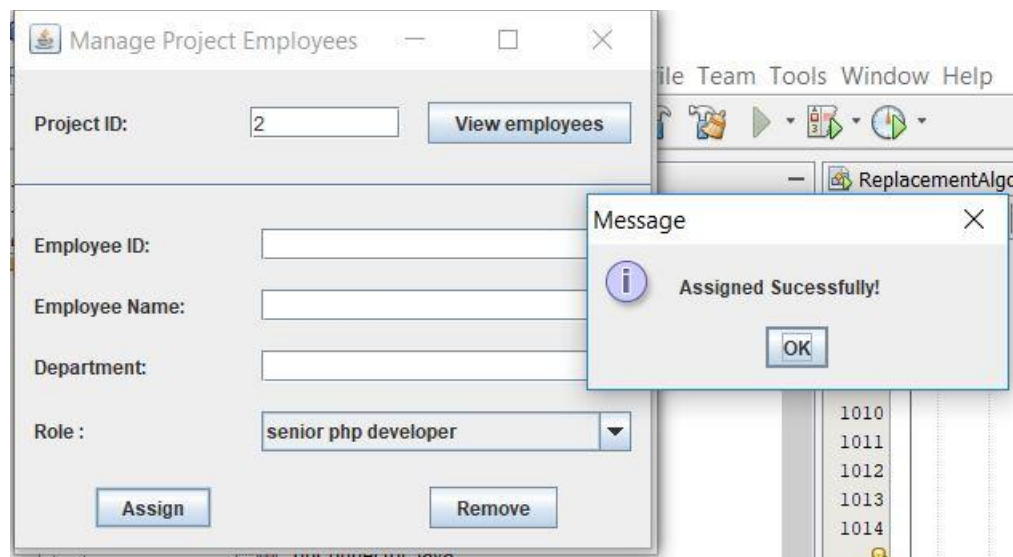 Manage Project Employees
ile Team Tools Window Help
Project ID:
2
View employees
ReplacementAlgo
Message
Employee ID:
Assigned Sucessfully!
Employee Name:
OK
Department:
Role :
senior php developer
1010
1011
1012
1013
1014
Assign
Remove